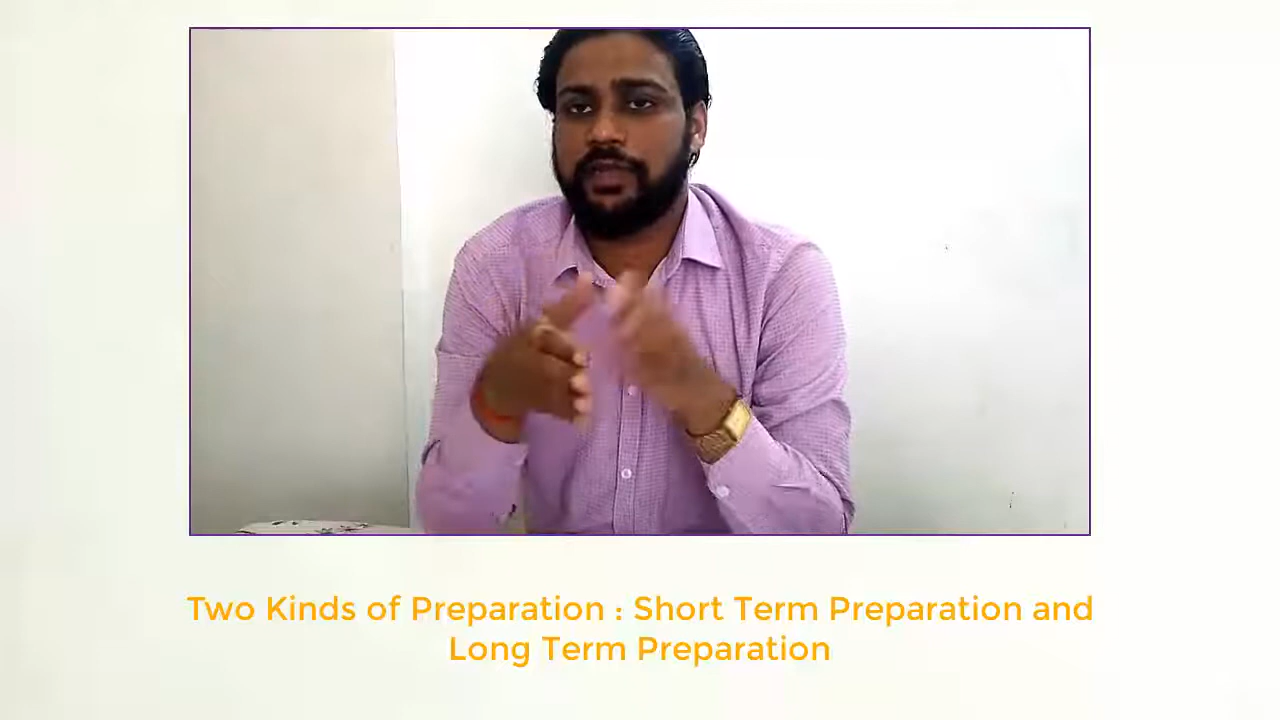 Two Kinds of Preparation : Short Term Preparation and
Long Term Preparation